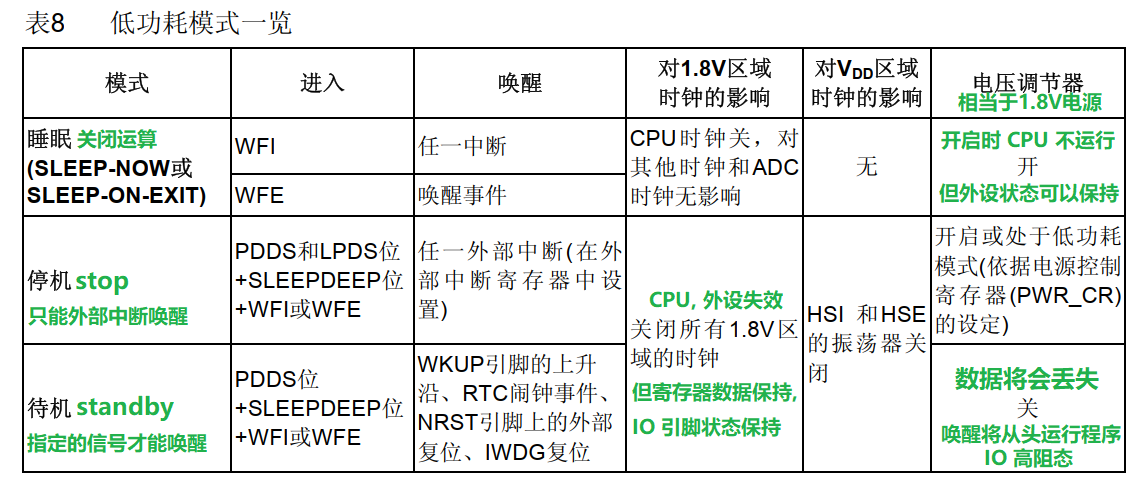 表8 低功耗模式一览
模式
进入
唤醒
对1.8V区域
时钟的影响
对VDD区域
时钟的影响
电压调节器
相当于1.8V电源
睡眠 关闭运算
(SLEEP-NOW或
SLEEP-ON-EXIT)
WFI
任一中断
WFE
唤醒事件
CPU时钟关，对
其他时钟和ADC
时钟无影响
无
开启时 CPU 不运行
开
但外设状态可以保持
停机 stop
只能外部中断唤醒
PDDS和LPDS位
+SLEEPDEEP位
+WFI或WFE
任一外部中断(在外
部中断寄存器中设
置)
CPU, 外设失效
关闭所有1.8V区
域的时钟
但寄存器数据保持,
IO 引脚状态保持
HSI 和HSE
的振荡器关
闭
开启或处于低功耗
模式(依据电源控制
寄存器(PWR_CR)
的设定)
待机 standby
指定的信号才能唤醒
PDDS位
+SLEEPDEEP位
+WFI或WFE
WKUP引脚的上升
沿、RTC闹钟事件、
NRST引脚上的外部
复位、IWDG复位
数据将会丢失
关
唤醒将从头运行程序
IO 高阻态